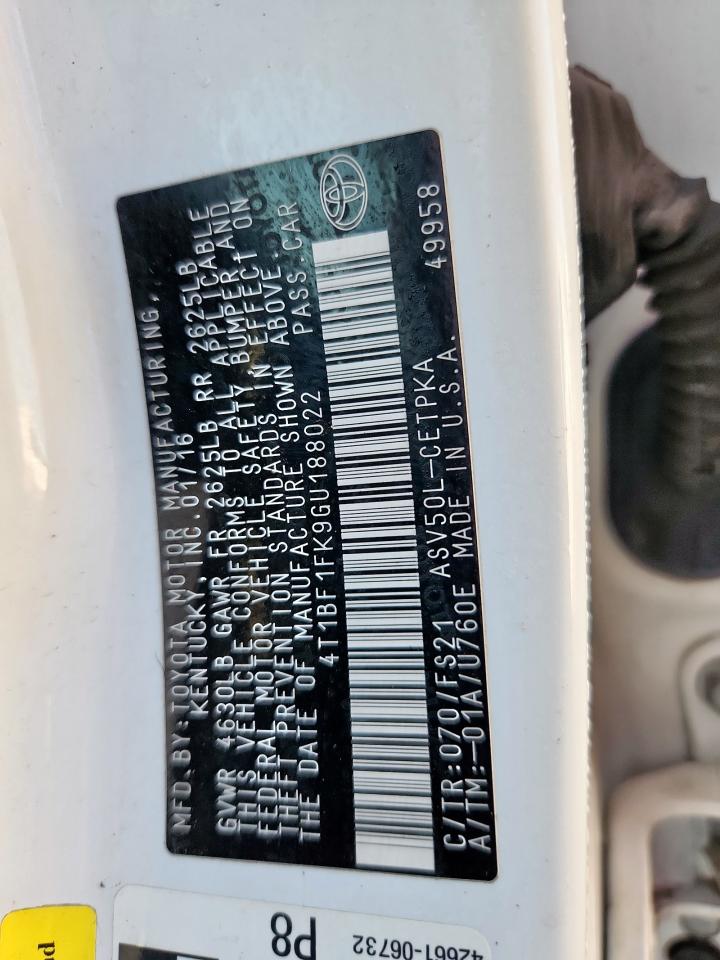 MFD.BY:TOYOTA MOTOR MANUFACTURING,
KENTUCKY, INC.01/16
GVWR 4630LB GAWR FR 2625LB RR 2625LB
THIS VEHICLE CONFORMS TO ALL APPLICABLE
FEDERAL MOTOR VEHICLE SAFETY, BUMPER, AND
THEFT PREVENTION STANDARDS IN EFFECT ON
THE DATE OF MANUFACTURE SHOWN ABOVE.
4T1BF1FK9GU188022 PASS.CAR
C/TR:070/FS21 ASV50L-CETPKA
A/TM:-01A/U760E MADE IN U.S.A. 49958
P8
42661-06732